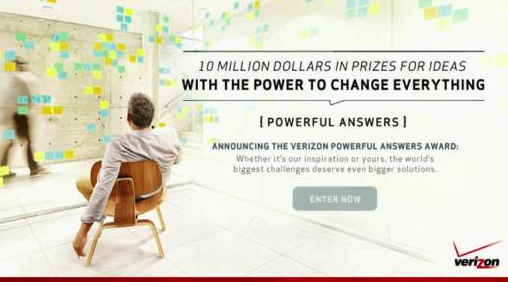 10 MILLION DOLLARS IN PRIZES FOR IDEAS
WITH THE POWER TO CHANGE EVERYTHING
[ POWERFUL ANSWERS ]
ANNOUNCING THE VERIZON POWERFUL ANSWERS AWARD:
Whether it's our inspiration or yours, the world's
biggest challenges deserve even bigger solutions.
ENTER NOW
verizon